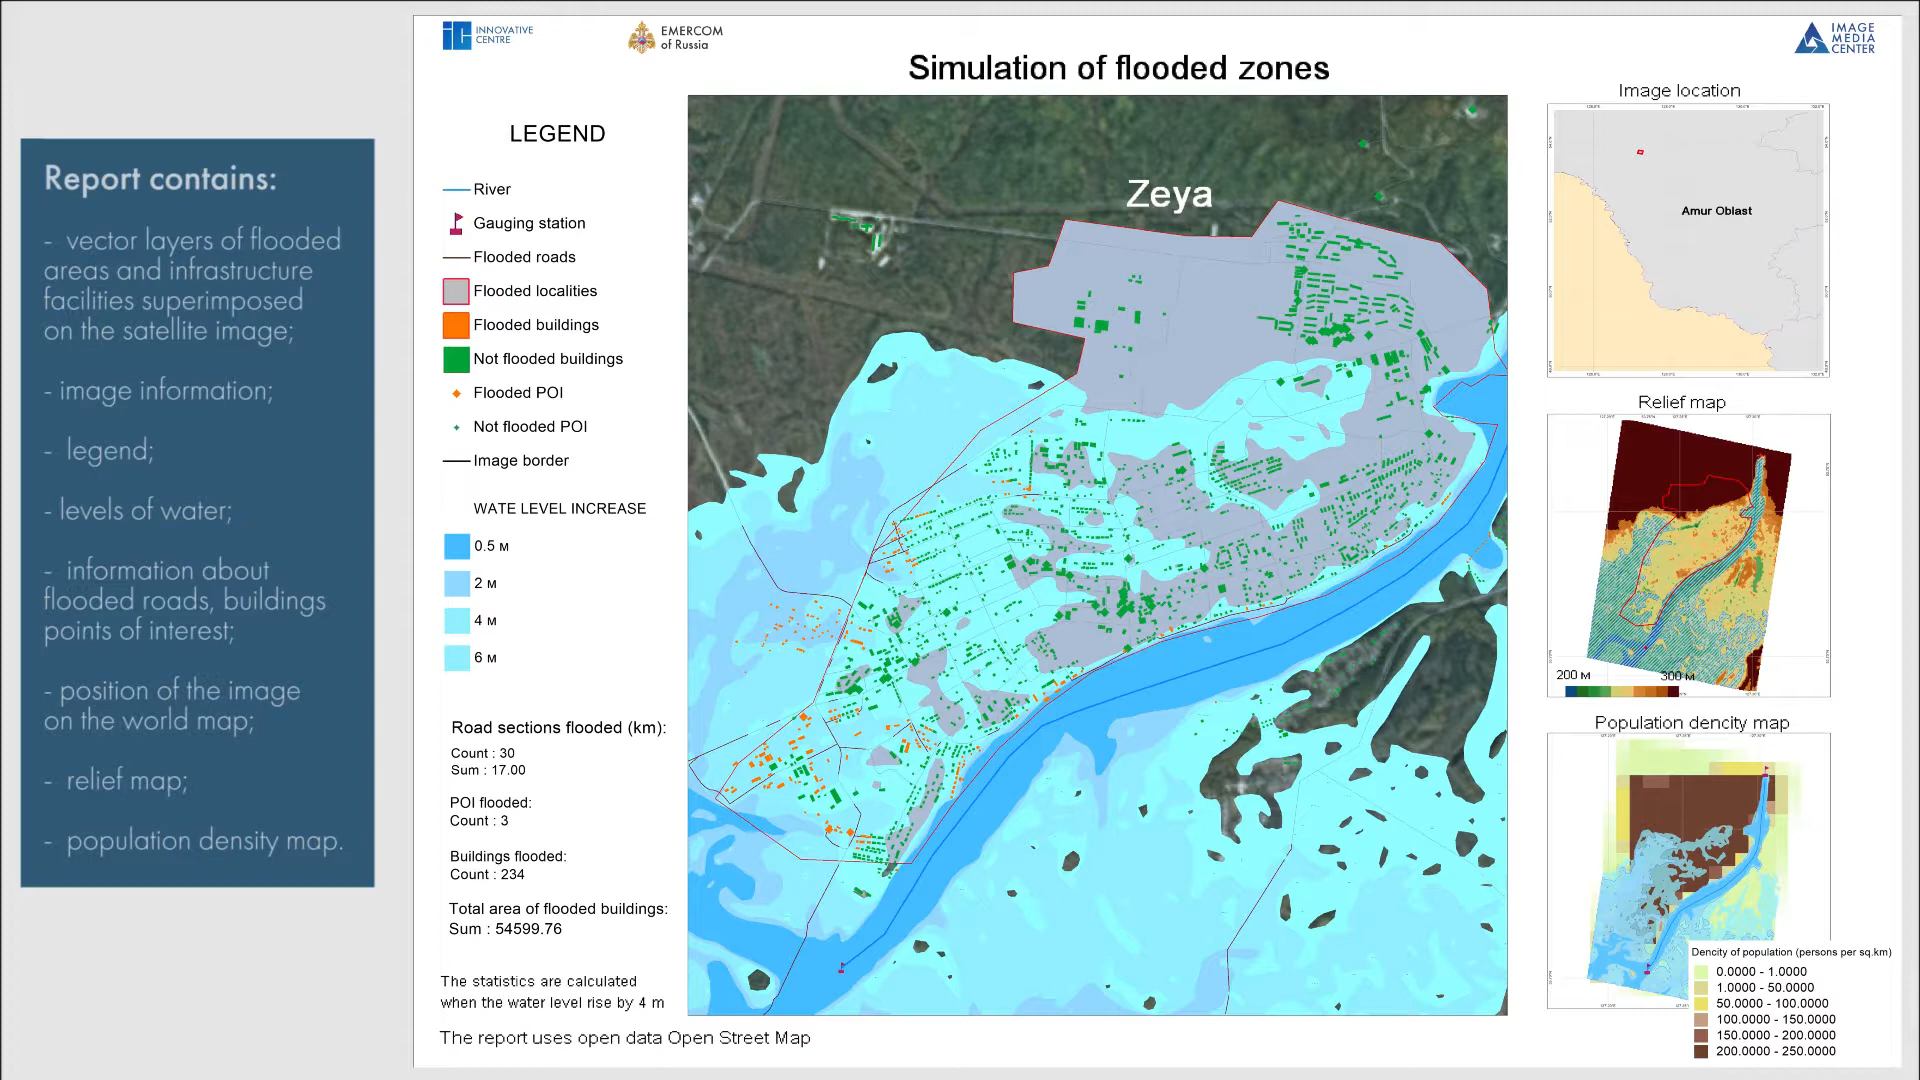 Report contains:
- vector layers of flooded
areas and infrastructure
facilities superimposed
on the satellite image;
- image information;
- legend;
- levels of water;
- information about
flooded roads, buildings
points of interest;
- position of the image
on the world map;
- relief map;
- population density map.
INNOVATIVE
CENTRE
EMERCOM
of Russia
IMAGE
MEDIA
CENTER
Simulation of flooded zones
LEGEND
River
Gauging station
Flooded roads
Flooded localities
Flooded buildings
Not flooded buildings
Flooded POI
Not flooded POI
Image border
WATE LEVEL INCREASE
0.5 м
2 м
4 м
6 м
Road sections flooded (km):
Count : 30
Sum : 17.00
POI flooded:
Count : 3
Buildings flooded:
Count : 234
Total area of flooded buildings:
Sum : 54599.76
The statistics are calculated
when the water level rise by 4 m
The report uses open data Open Street Map
Zeya
Image location
Amur Oblast
Relief map
200 м
300 м
Population dencity map
Dencity of population (persons per sq.km)
0.0000 - 1.0000
1.0000 - 50.0000
50.0000 - 100.0000
100.0000 - 150.0000
150.0000 - 200.0000
200.0000 - 250.0000